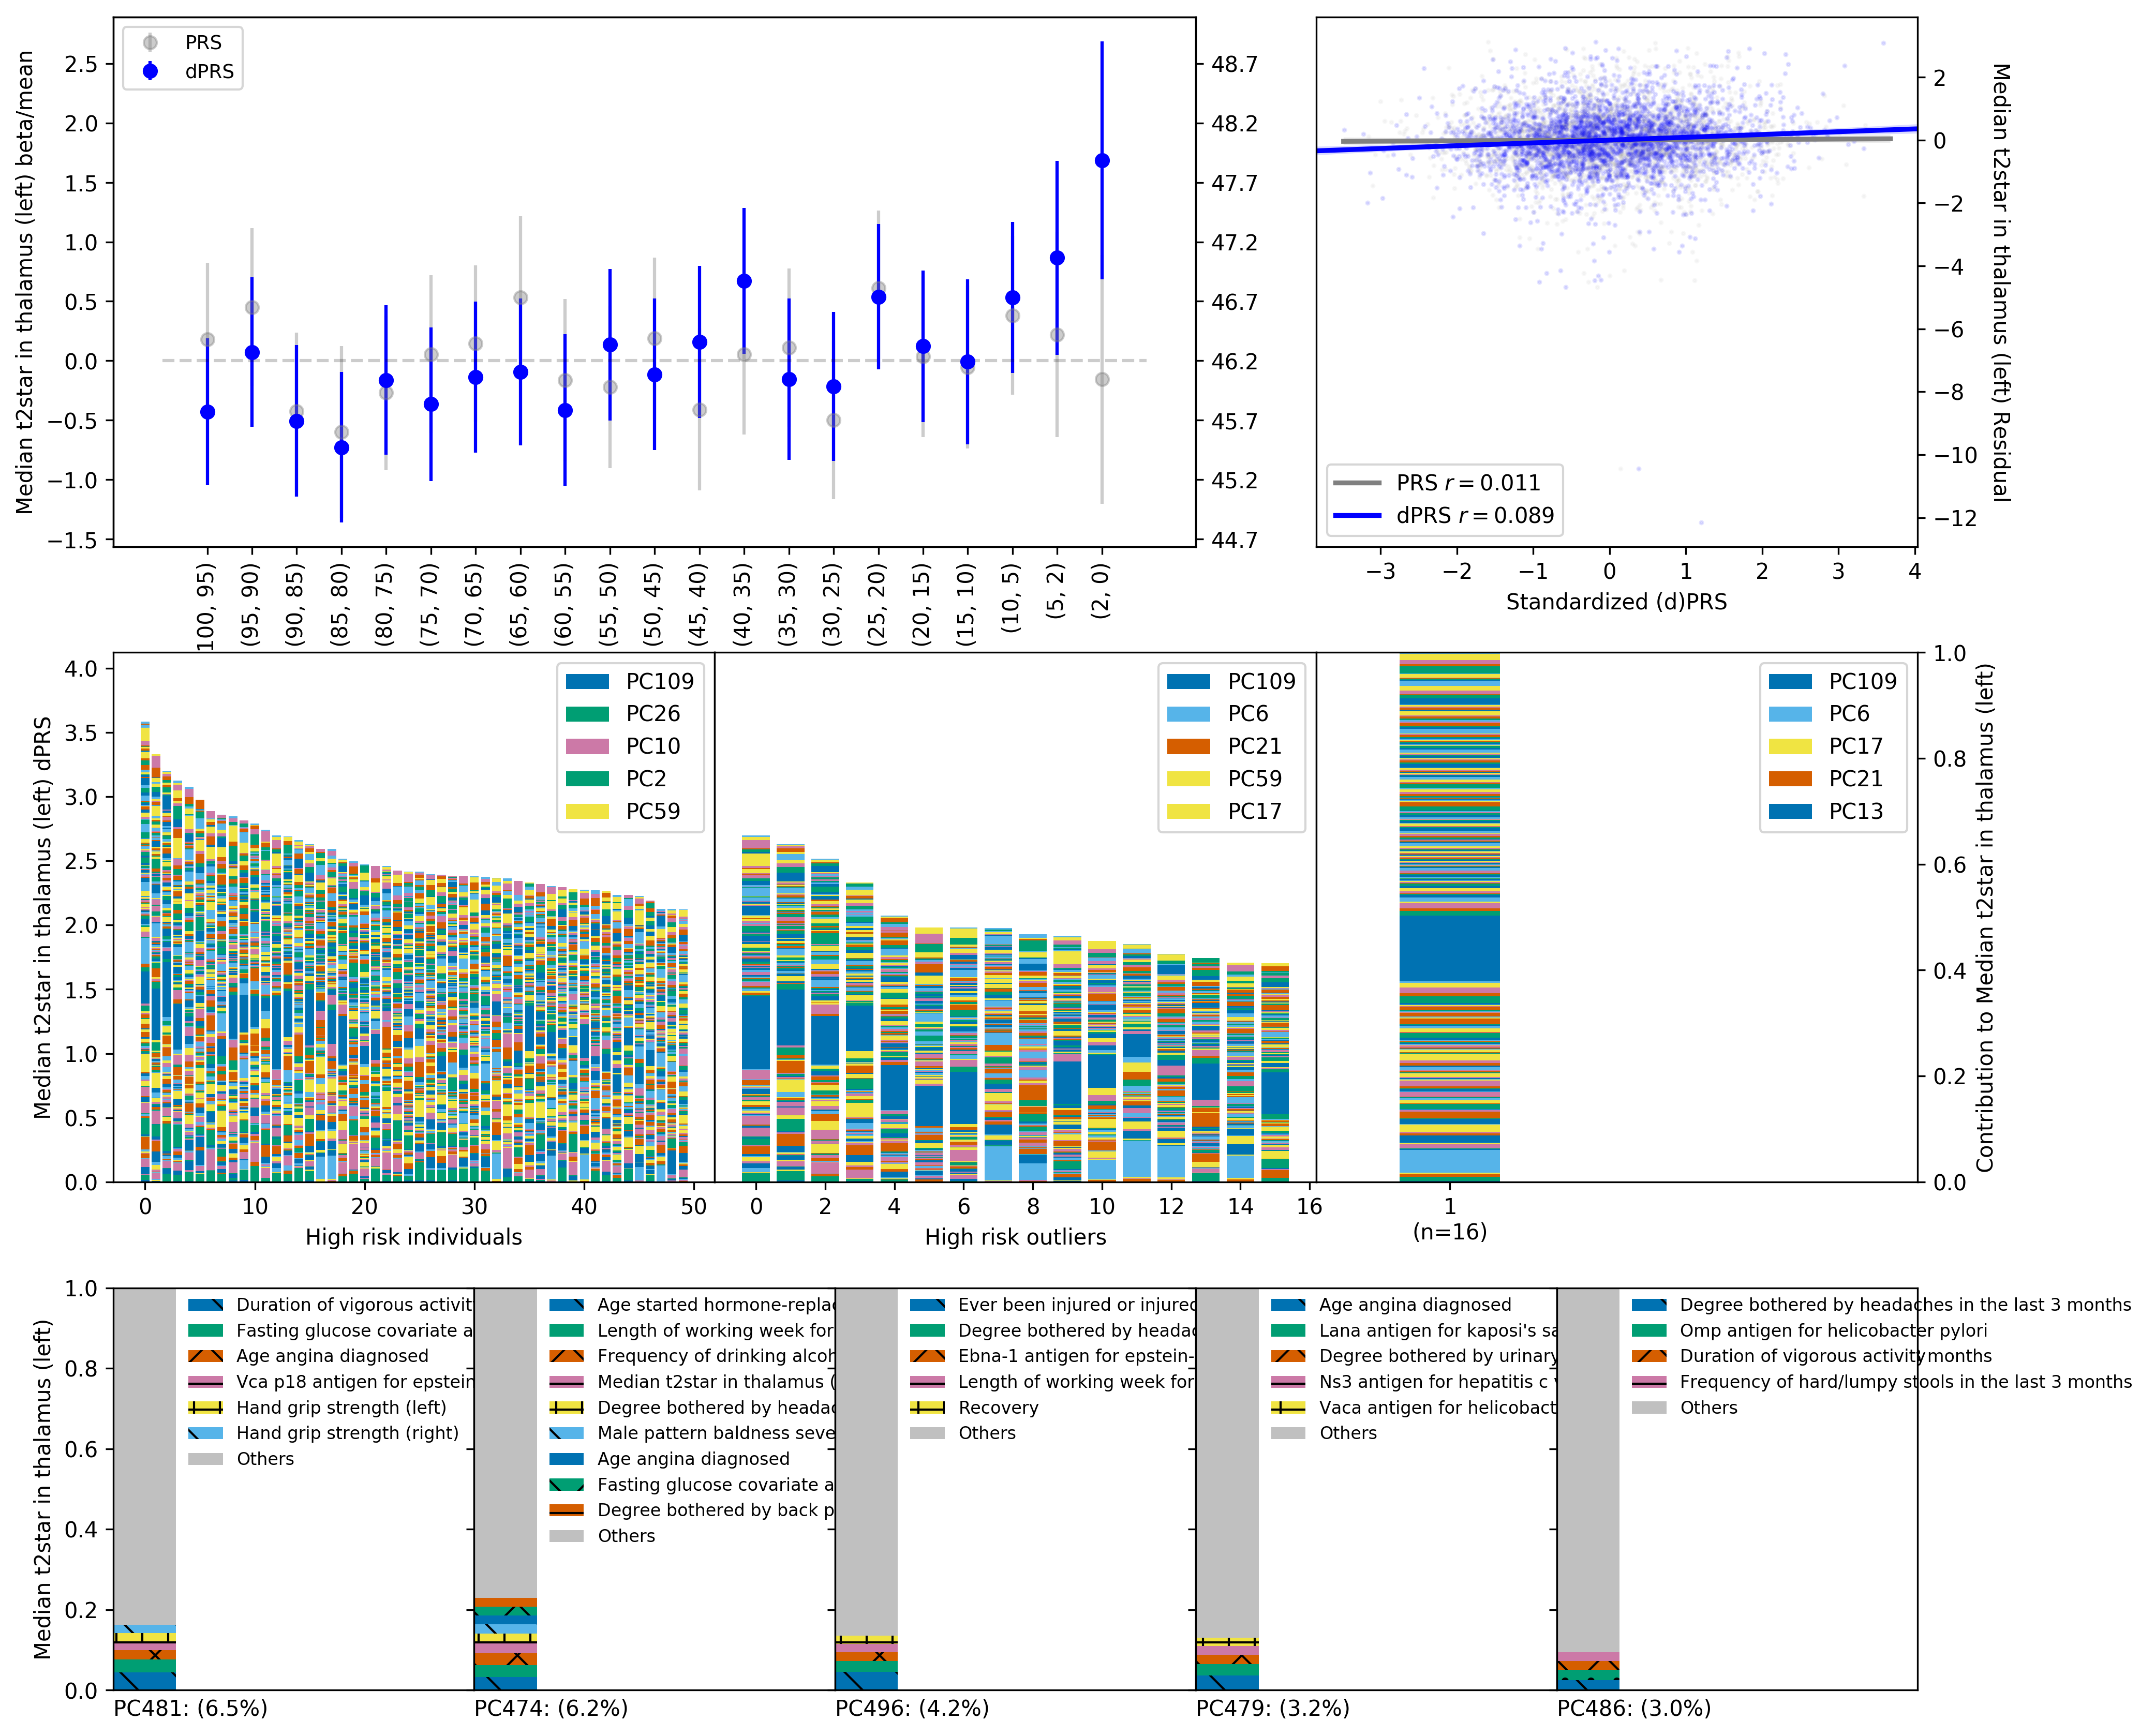 PRS
dPRS
Median t2star in thalamus (left) beta/mean
2.5
2.0
1.5
1.0
0.5
0.0
−0.5
−1.0
−1.5
48.7
48.2
47.7
47.2
46.7
46.2
45.7
45.2
44.7
100, 95)
(95, 90)
(90, 85)
(85, 80)
(80, 75)
(75, 70)
(70, 65)
(65, 60)
(60, 55)
(55, 50)
(50, 45)
(45, 40)
(40, 35)
(35, 30)
(30, 25)
(25, 20)
(20, 15)
(15, 10)
(10, 5)
(5, 2)
(2, 0)
PRS r = 0.011
dPRS r = 0.089
2
0
−2
−4
−6
−8
−10
−12
Median t2star in thalamus (left) Residual
−3 −2 −1 0 1 2 3 4
Standardized (d)PRS
Median t2star in thalamus (left) dPRS
4.0
3.5
3.0
2.5
2.0
1.5
1.0
0.5
0.0
PC109
PC26
PC10
PC2
PC59
0 10 20 30 40 50
High risk individuals
PC109
PC6
PC21
PC59
PC17
0 2 4 6 8 10 12 14 16
High risk outliers
PC109
PC6
PC17
PC21
PC13
1
(n=16)
1.0
0.8
0.6
0.4
0.2
0.0
Contribution to Median t2star in thalamus (left)
Median t2star in thalamus (left)
1.0
0.8
0.6
0.4
0.2
0.0
Duration of vigorous activit
Fasting glucose covariate a
Age angina diagnosed
Vca p18 antigen for epstein
Hand grip strength (left)
Hand grip strength (right)
Others
PC481: (6.5%)
Age started hormone-replac
Length of working week for
Frequency of drinking alcoh
Median t2star in thalamus (
Degree bothered by headac
Male pattern baldness seve
Age angina diagnosed
Fasting glucose covariate a
Degree bothered by back p
Others
PC474: (6.2%)
Ever been injured or injured
Degree bothered by headac
Ebna-1 antigen for epstein-
Length of working week for
Recovery
Others
PC496: (4.2%)
Age angina diagnosed
Lana antigen for kaposi's sa
Degree bothered by urinary
Ns3 antigen for hepatitis c v
Vaca antigen for helicobact
Others
PC479: (3.2%)
Degree bothered by headaches in the last 3 months
Omp antigen for helicobacter pylori
Duration of vigorous activity
months
Frequency of hard/lumpy stools in the last 3 months
Others
PC486: (3.0%)